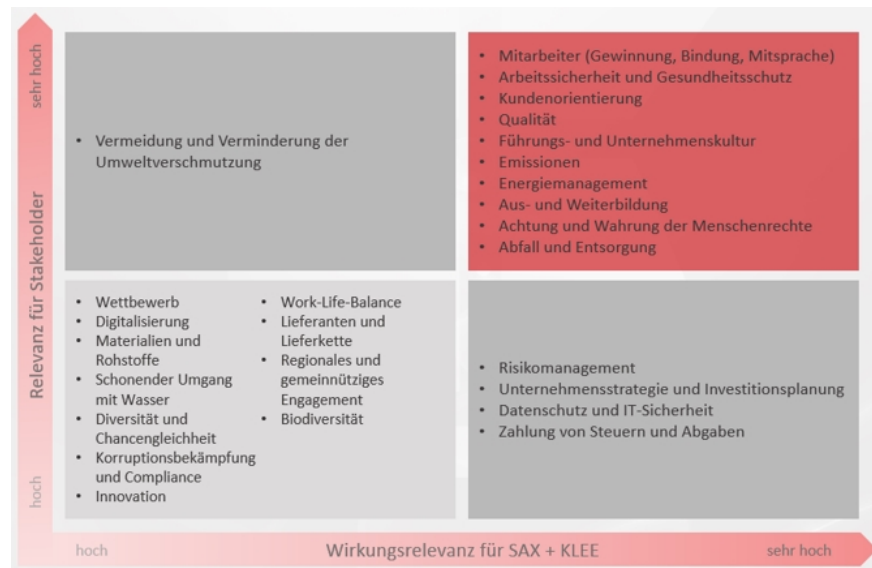 sehr hoch
Relevanz für Stakeholder
hoch
• Vermeidung und Verminderung der
Umweltverschmutzung
• Mitarbeiter (Gewinnung, Bindung, Mitsprache)
• Arbeitssicherheit und Gesundheitsschutz
• Kundenorientierung
• Qualität
• Führungs- und Unternehmenskultur
• Emissionen
• Energiemanagement
• Aus- und Weiterbildung
• Achtung und Wahrung der Menschenrechte
• Abfall und Entsorgung
• Wettbewerb
• Digitalisierung
• Materialien und
Rohstoffe
• Schonender Umgang
mit Wasser
• Diversität und
Chancengleichheit
• Korruptionsbekämpfung
und Compliance
• Innovation
• Work-Life-Balance
• Lieferanten und
Lieferkette
• Regionales und
gemeinnütziges
Engagement
• Biodiversität
• Risikomanagement
• Unternehmensstrategie und Investitionsplanung
• Datenschutz und IT-Sicherheit
• Zahlung von Steuern und Abgaben
hoch
Wirkungsrelevanz für SAX + KLEE
sehr hoch